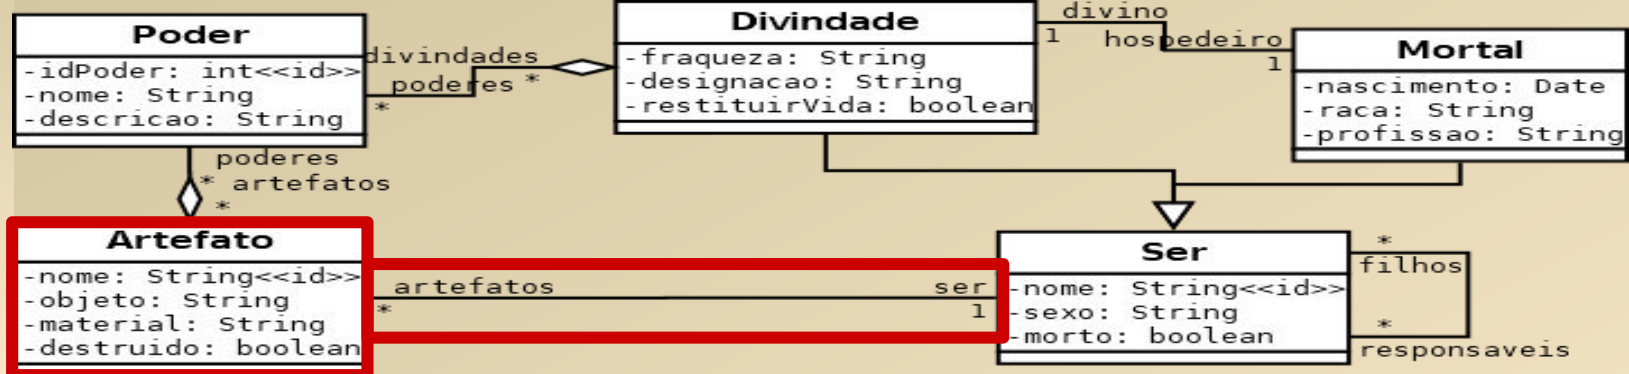 Poder
-idPoder: int<<id>>
-nome: String
-descricao: String
divindades
*
poderes
*
Divindade
-fraqueza: String
-designacao: String
-restituirVida: boolean
divino
1
hospedeiro
1
Mortal
-nascimento: Date
-raca: String
-profissao: String
poderes
*
artefatos
*
Artefato
-nome: String<<id>>
-objeto: String
-material: String
-destruido: boolean
artefatos
*
ser
1
Ser
-nome: String<<id>>
-sexo: String
-morto: boolean
*
filhos
*
responsaveis